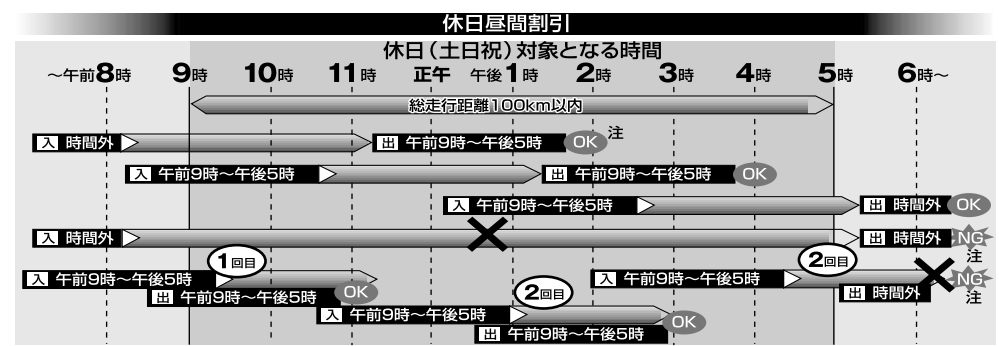 休日昼間割引
休日（土日祝）対象となる時間
～午前8時 9時 10時 11時 正午 午後1時 2時 3時 4時 5時 6時～
総走行距離100km以内
入 時間外 出 午前9時～午後5時 OK 注
入 午前9時～午後5時 出 午前9時～午後5時 OK
入 午前9時～午後5時 出 時間外 OK
入 時間外 出 時間外 NG
注
1回目 2回目
入 午前9時～午後5時 入 午前9時～午後5時 NG
出 午前9時～午後5時 OK 2回目 出 時間外 注
入 午前9時～午後5時 OK
出 午前9時～午後5時